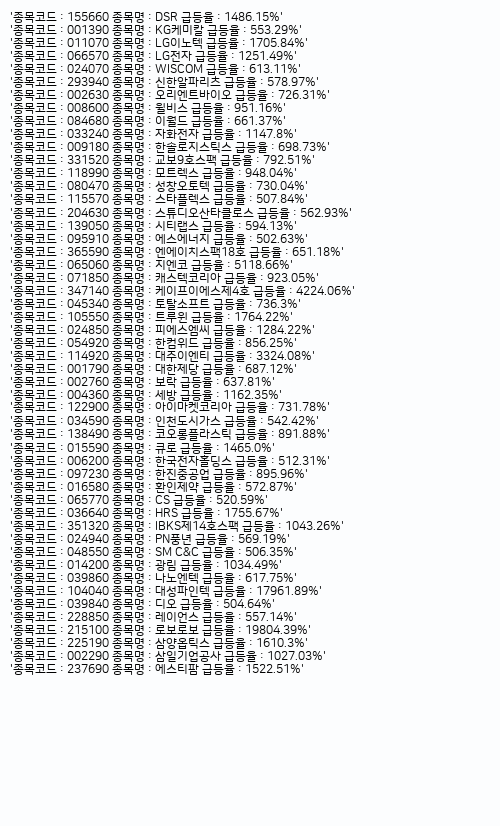 '종목코드 : 155660 종목명 : DSR 급등율 : 1486.15%'
'종목코드 : 001390 종목명 : KG케미칼 급등율 : 553.29%'
'종목코드 : 011070 종목명 : LG이노텍 급등율 : 1705.84%'
'종목코드 : 066570 종목명 : LG전자 급등율 : 1251.49%'
'종목코드 : 024070 종목명 : WISCOM 급등율 : 613.11%'
'종목코드 : 293940 종목명 : 신한알파리츠 급등율 : 578.97%'
'종목코드 : 002630 종목명 : 오리엔트바이오 급등율 : 726.31%'
'종목코드 : 008600 종목명 : 윌비스 급등율 : 951.16%'
'종목코드 : 084680 종목명 : 이월드 급등율 : 661.37%'
'종목코드 : 033240 종목명 : 자화전자 급등율 : 1147.8%'
'종목코드 : 009180 종목명 : 한솔로지스틱스 급등율 : 698.73%'
'종목코드 : 331520 종목명 : 교보9호스팩 급등율 : 792.51%'
'종목코드 : 118990 종목명 : 모트렉스 급등율 : 948.04%'
'종목코드 : 080470 종목명 : 성창오토텍 급등율 : 730.04%'
'종목코드 : 115570 종목명 : 스타플렉스 급등율 : 507.84%'
'종목코드 : 204630 종목명 : 스튜디오산타클로스 급등율 : 562.93%'
'종목코드 : 139050 종목명 : 시티랩스 급등율 : 594.13%'
'종목코드 : 095910 종목명 : 에스에너지 급등율 : 502.63%'
'종목코드 : 365590 종목명 : 엔에이치스팩18호 급등율 : 651.18%'
'종목코드 : 065060 종목명 : 지엔코 급등율 : 5118.66%'
'종목코드 : 071850 종목명 : 캐스텍코리아 급등율 : 923.05%'
'종목코드 : 347140 종목명 : 케이프이에스제4호 급등율 : 4224.06%'
'종목코드 : 045340 종목명 : 토탈소프트 급등율 : 736.3%'
'종목코드 : 105550 종목명 : 트루윈 급등율 : 1764.22%'
'종목코드 : 024850 종목명 : 피에스엠씨 급등율 : 1284.22%'
'종목코드 : 054920 종목명 : 한컴위드 급등율 : 856.25%'
'종목코드 : 114920 종목명 : 대주이엔티 급등율 : 3324.08%'
'종목코드 : 001790 종목명 : 대한제당 급등율 : 687.12%'
'종목코드 : 002760 종목명 : 보락 급등율 : 637.81%'
'종목코드 : 004360 종목명 : 세방 급등율 : 1162.35%'
'종목코드 : 122900 종목명 : 아이마켓코리아 급등율 : 731.78%'
'종목코드 : 034590 종목명 : 인천도시가스 급등율 : 542.42%'
'종목코드 : 138490 종목명 : 코오롱플라스틱 급등율 : 891.88%'
'종목코드 : 015590 종목명 : 큐로 급등율 : 1465.0%'
'종목코드 : 006200 종목명 : 한국전자홀딩스 급등율 : 512.31%'
'종목코드 : 097230 종목명 : 한진중공업 급등율 : 895.96%'
'종목코드 : 016580 종목명 : 환인제약 급등율 : 572.87%'
'종목코드 : 065770 종목명 : CS 급등율 : 520.59%'
'종목코드 : 036640 종목명 : HRS 급등율 : 1755.67%'
'종목코드 : 351320 종목명 : IBKS제14호스팩 급등율 : 1043.26%'
'종목코드 : 024940 종목명 : PN풍년 급등율 : 569.19%'
'종목코드 : 048550 종목명 : SM C&C 급등율 : 506.35%'
'종목코드 : 014200 종목명 : 광림 급등율 : 1034.49%'
'종목코드 : 039860 종목명 : 나노엔텍 급등율 : 617.75%'
'종목코드 : 104040 종목명 : 대성파인텍 급등율 : 17961.89%'
'종목코드 : 039840 종목명 : 디오 급등율 : 504.64%'
'종목코드 : 228850 종목명 : 레이언스 급등율 : 557.14%'
'종목코드 : 215100 종목명 : 로보로보 급등율 : 19804.39%'
'종목코드 : 225190 종목명 : 삼양옵틱스 급등율 : 1610.3%'
'종목코드 : 002290 종목명 : 삼일기업공사 급등율 : 1027.03%'
'종목코드 : 237690 종목명 : 에스티팜 급등율 : 1522.51%'